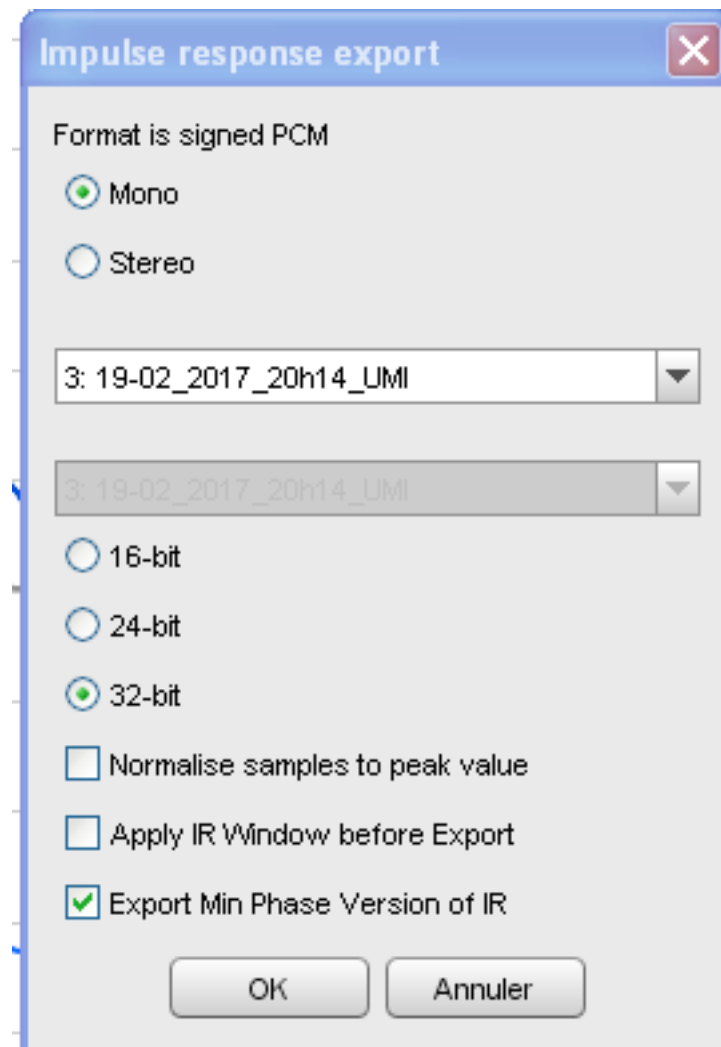 Impulse response export
Format is signed PCM
Mono
Stereo
3: 19-02_2017_20h14_UMI
3: 19-02_2017_20h14_UMI
16-bit
24-bit
32-bit
Normalise samples to peak value
Apply IR Window before Export
Export Min Phase Version of IR
OK Annuler